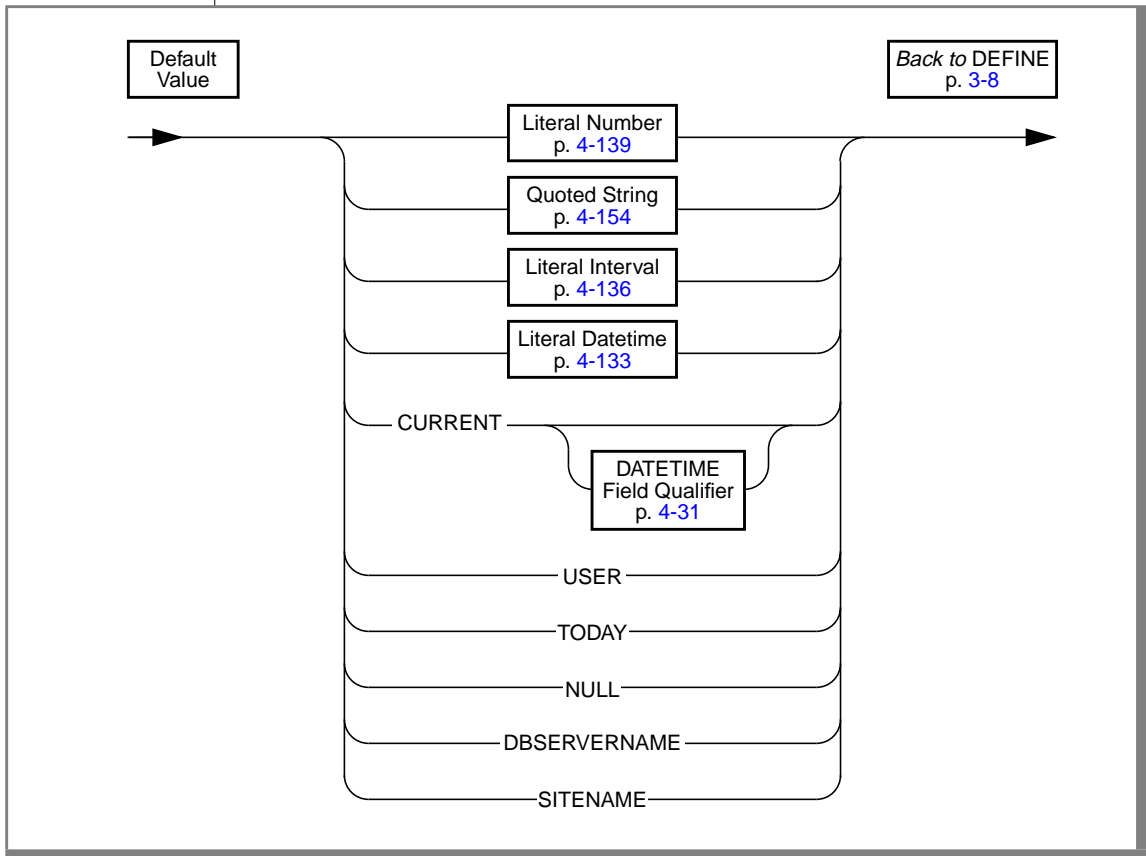 Default
Value
Back to DEFINE
p. 3-8
Literal Number
p. 4-139
Quoted String
p. 4-154
Literal Interval
p. 4-136
Literal Datetime
p. 4-133
CURRENT
DATETIME
Field Qualifier
p. 4-31
USER
TODAY
NULL
DBSERVERNAME
SITENAME